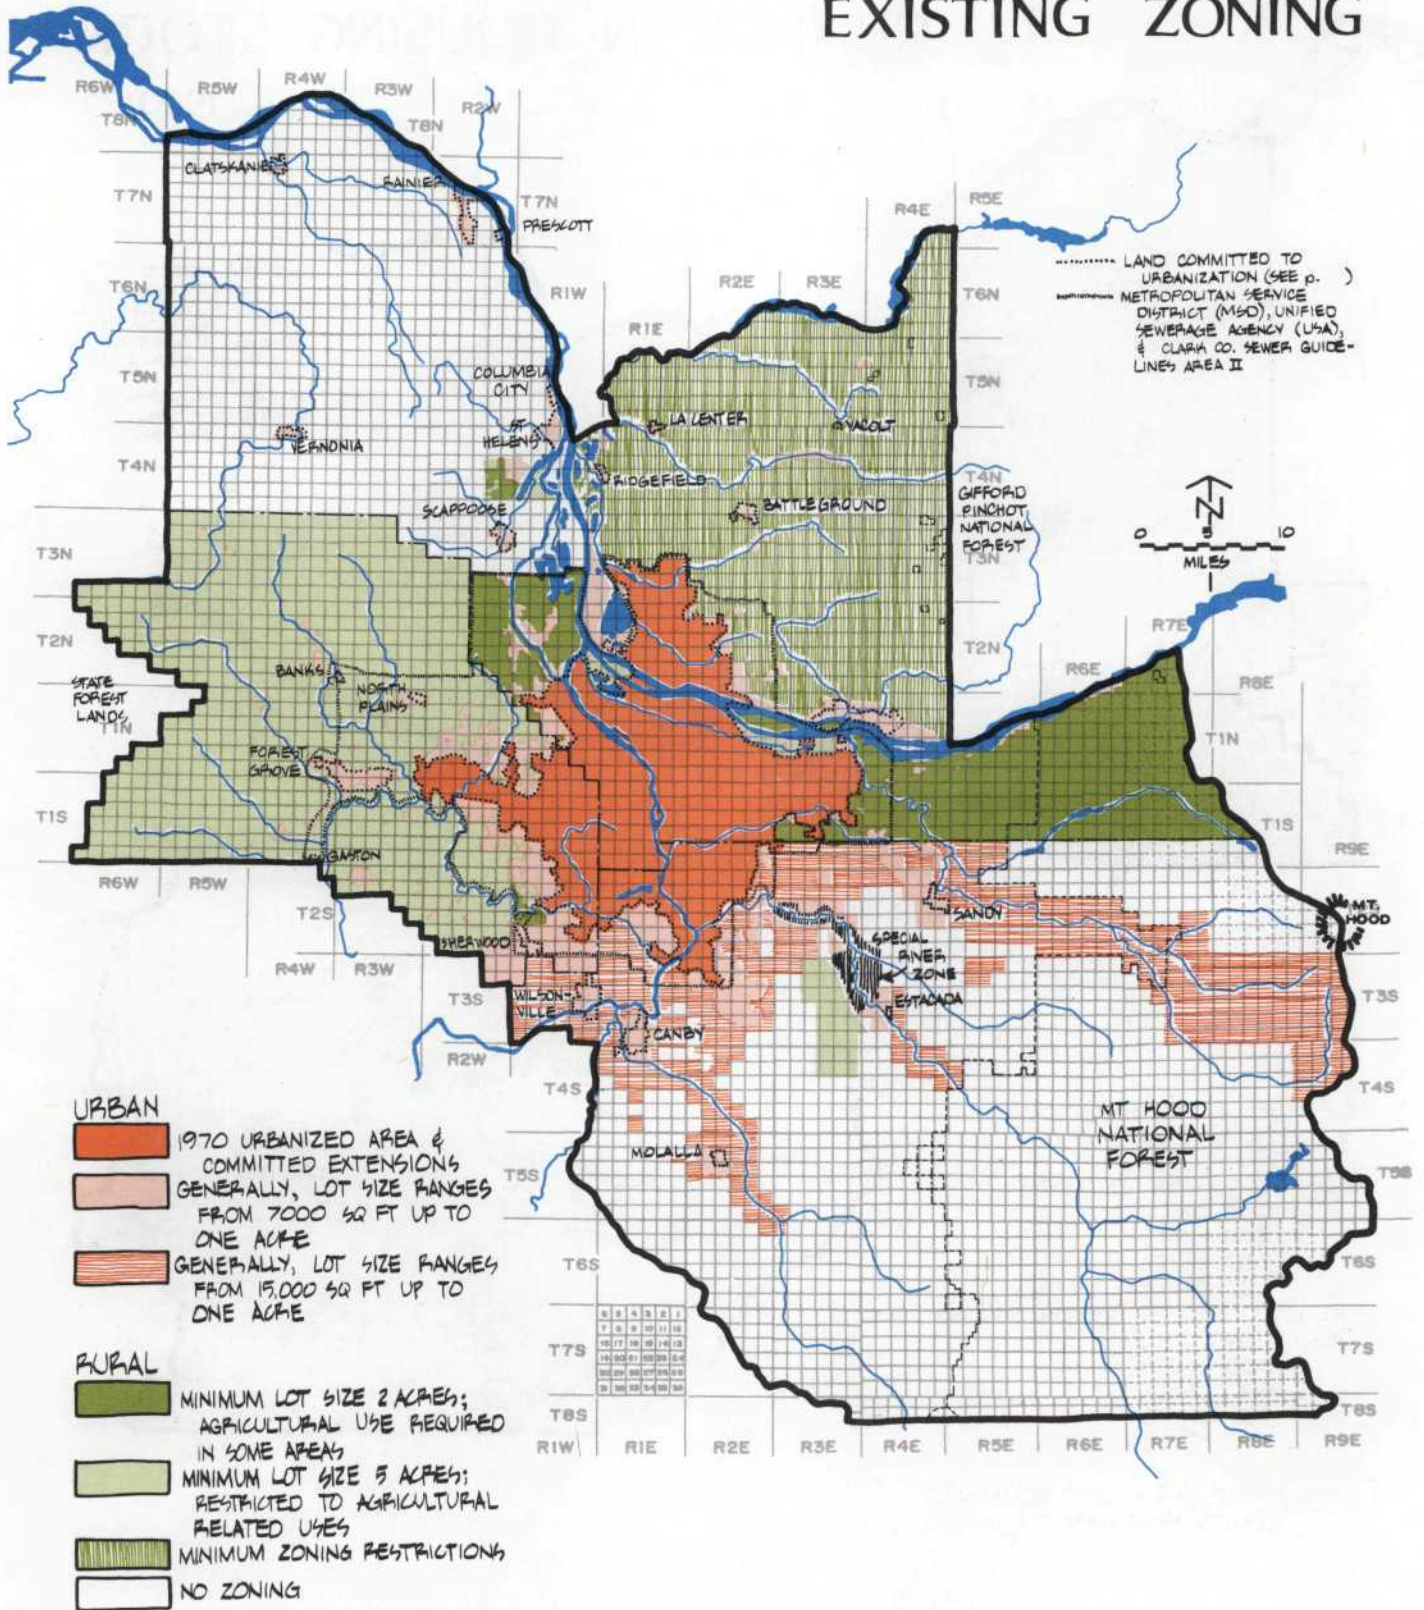 EXISTING ZONING
R6W
R5W
R4W
R3W
R2W
T8N
T8N
CLATSKANIE
RAINIER
T7N
T7N
PRESCOTT
R4E
R5E
T6N
R1W
R2E
R3E
T6N
LAND COMMITTED TO
URBANIZATION (SEE p. )
METROPOLITAN SERVICE
DISTRICT (MSD), UNIFIED
SEWERAGE AGENCY (USA),
& CLARK CO. SEWER GUIDE-
LINES AREA II
R1E
T5N
COLUMBIA
CITY
T5N
ST
HELENS
LA CENTER
YACOLT
VERNONIA
T4N
T4N
RIDGEFIELD
GIFFORD
PINCHOT
NATIONAL
FOREST
SCAPPOOSE
BATTLEGROUND
N
0 5 10
MILES
T3N
T3N
T2N
T2N
R7E
R6E
R8E
BANKS
STATE
FOREST
LANDS
NORTH
PLAINS
T1N
T1N
FOREST
GROVE
T1S
T1S
GASTON
R9E
R6W
R5W
T2S
SANDY
MT.
HOOD
SHERWOOD
SPECIAL
RIVER
ZONE
R4W
R3W
T3S
WILSON-
VILLE
ESTACADA
T3S
CANBY
R2W
T4S
T4S
MT HOOD
NATIONAL
FOREST
MOLALLA
T5S
T5S
T6S
T6S
T7S
T7S
T8S
T8S
R1W
R1E
R2E
R3E
R4E
R5E
R6E
R7E
R8E
R9E
URBAN
1970 URBANIZED AREA &
COMMITTED EXTENSIONS
GENERALLY, LOT SIZE RANGES
FROM 7000 SQ FT UP TO
ONE ACRE
GENERALLY, LOT SIZE RANGES
FROM 15,000 SQ FT UP TO
ONE ACRE
RURAL
MINIMUM LOT SIZE 2 ACRES;
AGRICULTURAL USE REQUIRED
IN SOME AREAS
MINIMUM LOT SIZE 5 ACRES;
RESTRICTED TO AGRICULTURAL
RELATED USES
MINIMUM ZONING RESTRICTIONS
NO ZONING